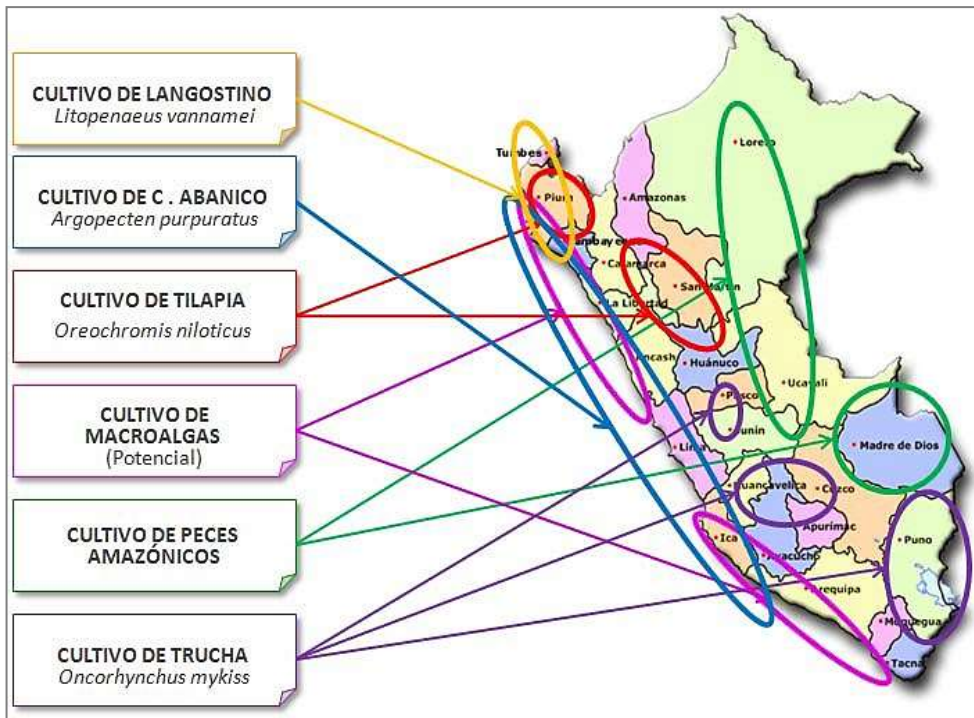 CULTIVO DE LANGOSTINO
Litopenaeus vannamei
CULTIVO DE C . ABANICO
Argopecten purpuratus
CULTIVO DE TILAPIA
Oreochromis niloticus
CULTIVO DE
MACROALGAS
(Potencial)
CULTIVO DE PECES
AMAZÓNICOS
CULTIVO DE TRUCHA
Oncorhynchus mykiss
Tumbes
Loreto
Piura
Amazonas
mbayeque
Cajamarca
San Martín
La Libertad
Ancash
Huánuco
Ucayali
Pasco
Junín
Lima
Madre de Dios
Huancavelica
Cuzco
Apurímac
Ica
Ayacucho
Puno
Arequipa
Moquegua
Tacna